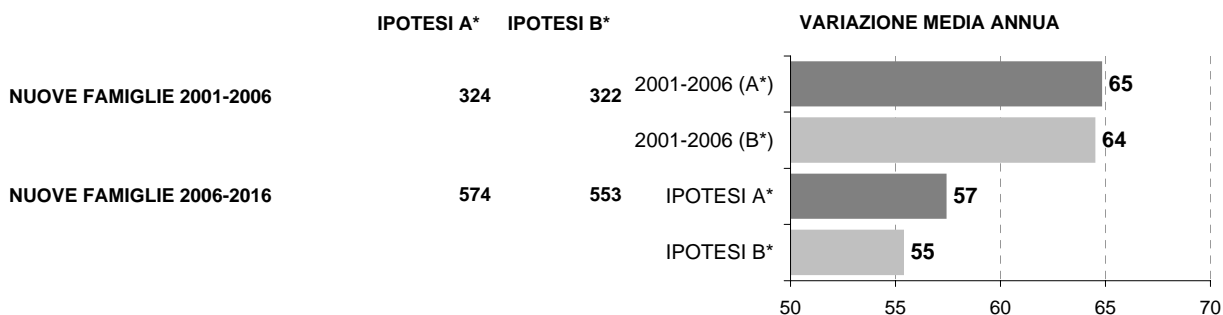 IPOTESI A* IPOTESI B* VARIAZIONE MEDIA ANNUA
NUOVE FAMIGLIE 2001-2006 324 322
2001-2006 (A*) 65
2001-2006 (B*) 64
NUOVE FAMIGLIE 2006-2016 574 553
IPOTESI A* 57
IPOTESI B* 55
50 55 60 65 70